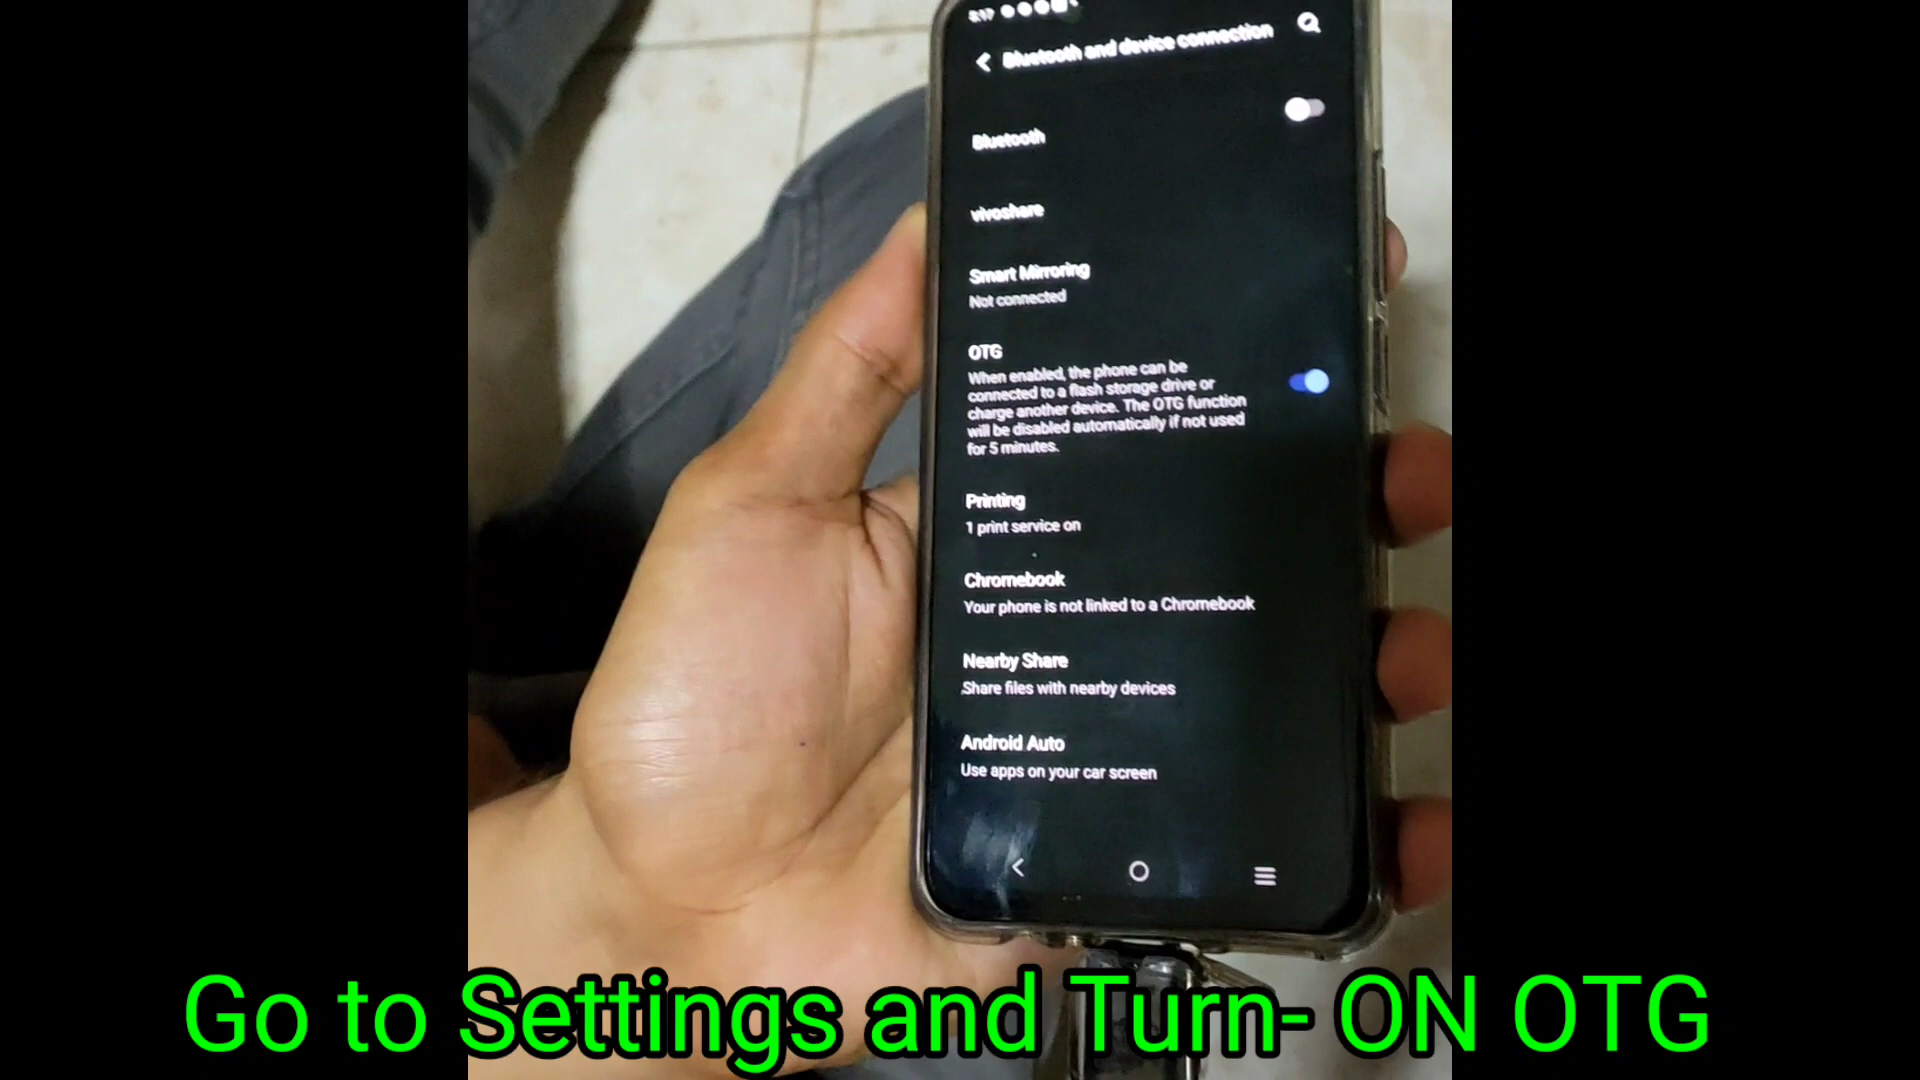 8:17
Bluetooth and device connection
Bluetooth
vivoshare
Smart Mirroring
Not connected
OTG
When enabled, the phone can be
connected to a flash storage drive or
charge another device. The OTG function
will be disabled automatically if not used
for 5 minutes.
Printing
1 print service on
Chromebook
Your phone is not linked to a Chromebook
Nearby Share
Share files with nearby devices
Android Auto
Use apps on your car screen
Go to Settings and Turn- ON OTG